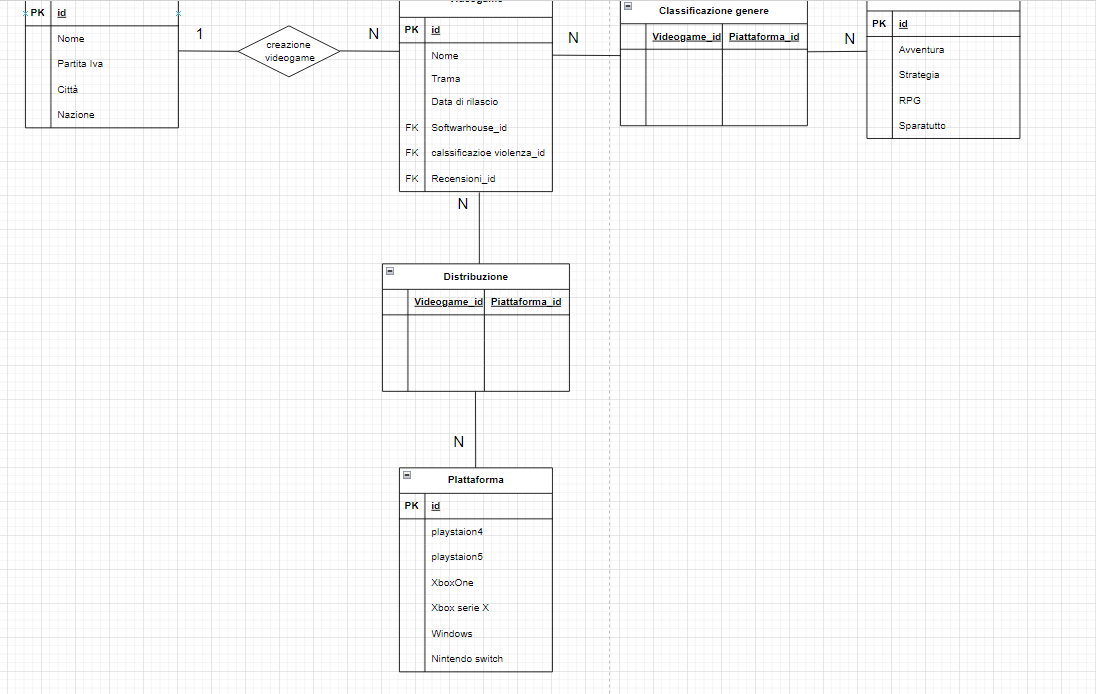 PK id
Nome
Partita Iva
Città
Nazione
1
creazione
videogame
N
Videogame
PK id
Nome
Trama
Data di rilascio
FK Softwarhouse_id
FK calssificazioe violenza_id
FK Recensioni_id
N
Classificazione genere
Videogame_id Piattaforma_id
N
PK id
Avventura
Strategia
RPG
Sparatutto
N
Distribuzione
Videogame_id Piattaforma_id
N
PIattaforma
PK id
playstaion4
playstaion5
XboxOne
Xbox serie X
Windows
Nintendo switch